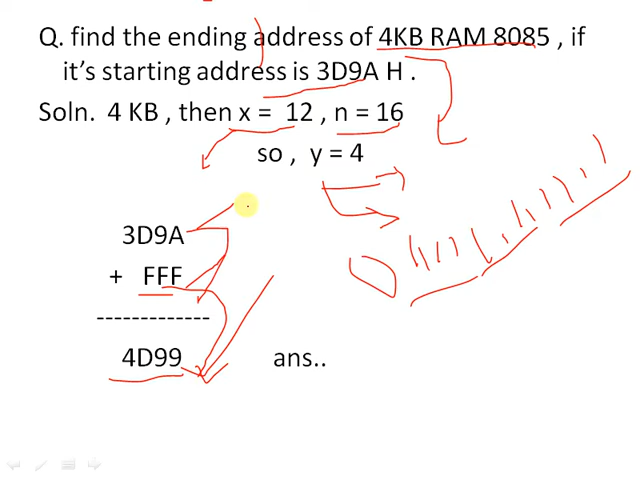 Q. find the ending address of 4KB RAM 8085 , if
it's starting address is 3D9A H .
Soln. 4 KB , then x = 12 , n = 16
so , y = 4
3D9A
+ FFF
-------------
4D99 ans..